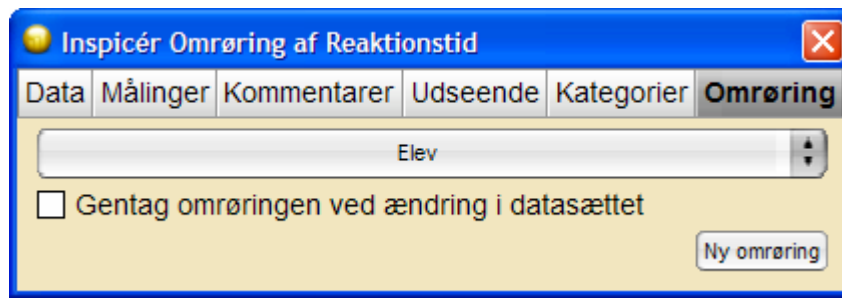 Inspicér Omrøring af Reaktionstid
Data Målinger Kommentarer Udseende Kategorier Omrøring
Elev
Gentag omrøringen ved ændring i datasættet
Ny omrøring